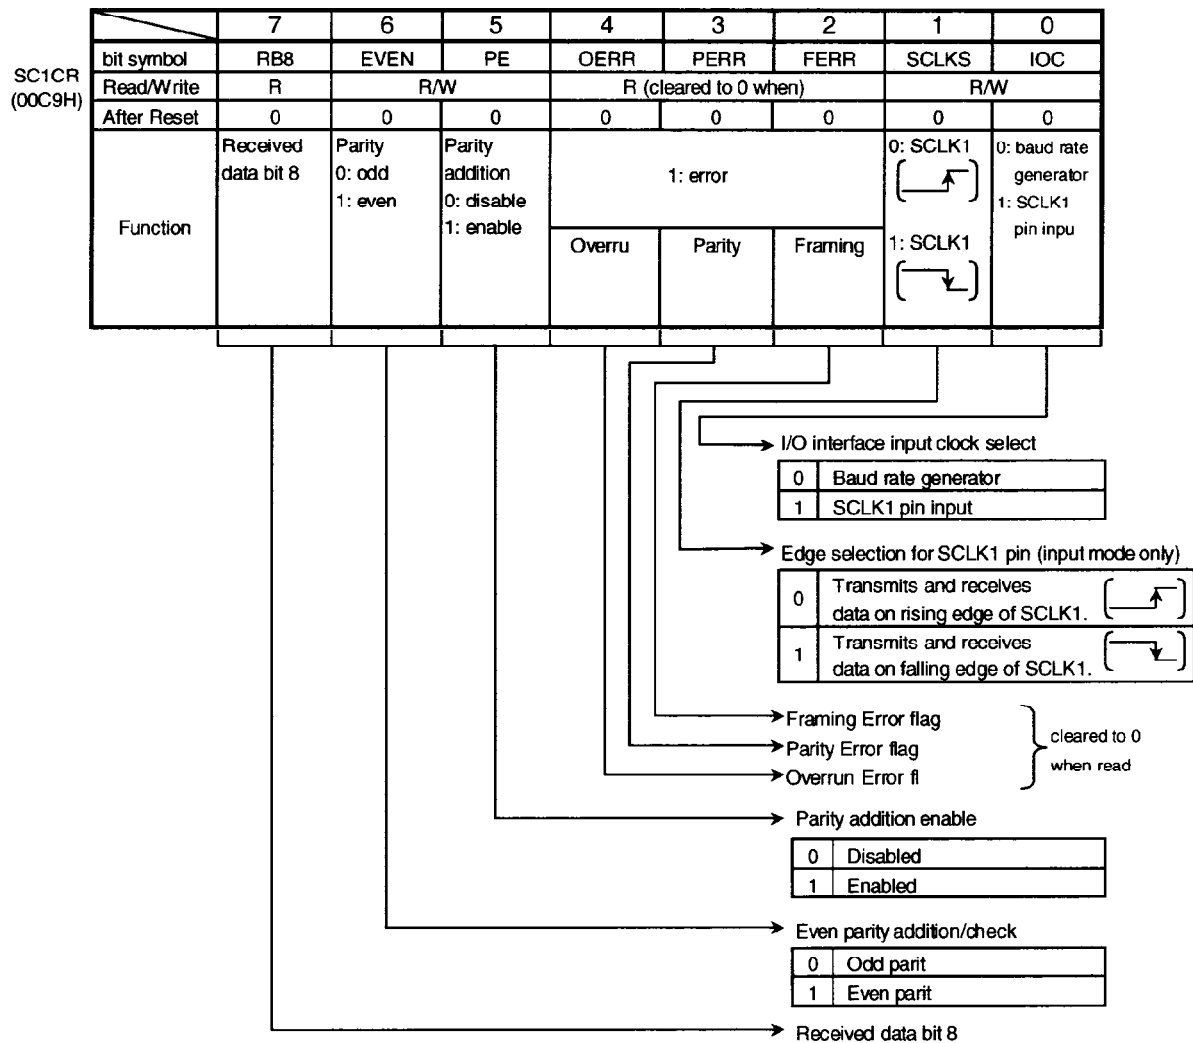 7 6 5 4 3 2 1 0
bit symbol RB8 EVEN PE OERR PERR FERR SCLKS IOC
SC1CR
(00C9H)
Read/Write R R/W R (cleared to 0 when) R/W
After Reset 0 0 0 0 0 0 0 0
Function
Received
data bit 8
Parity
0: odd
1: even
Parity
addition
0: disable
1: enable
1: error
Overru Parity Framing
0: SCLK1
1: SCLK1
0: baud rate
generator
1: SCLK1
pin inpu
I/O interface input clock select
0 Baud rate generator
1 SCLK1 pin input
Edge selection for SCLK1 pin (input mode only)
0 Transmits and receives
data on rising edge of SCLK1.
1 Transmits and receives
data on falling edge of SCLK1.
Framing Error flag
Parity Error flag
Overrun Error fl
cleared to 0
when read
Parity addition enable
0 Disabled
1 Enabled
Even parity addition/check
0 Odd parit
1 Even parit
Received data bit 8